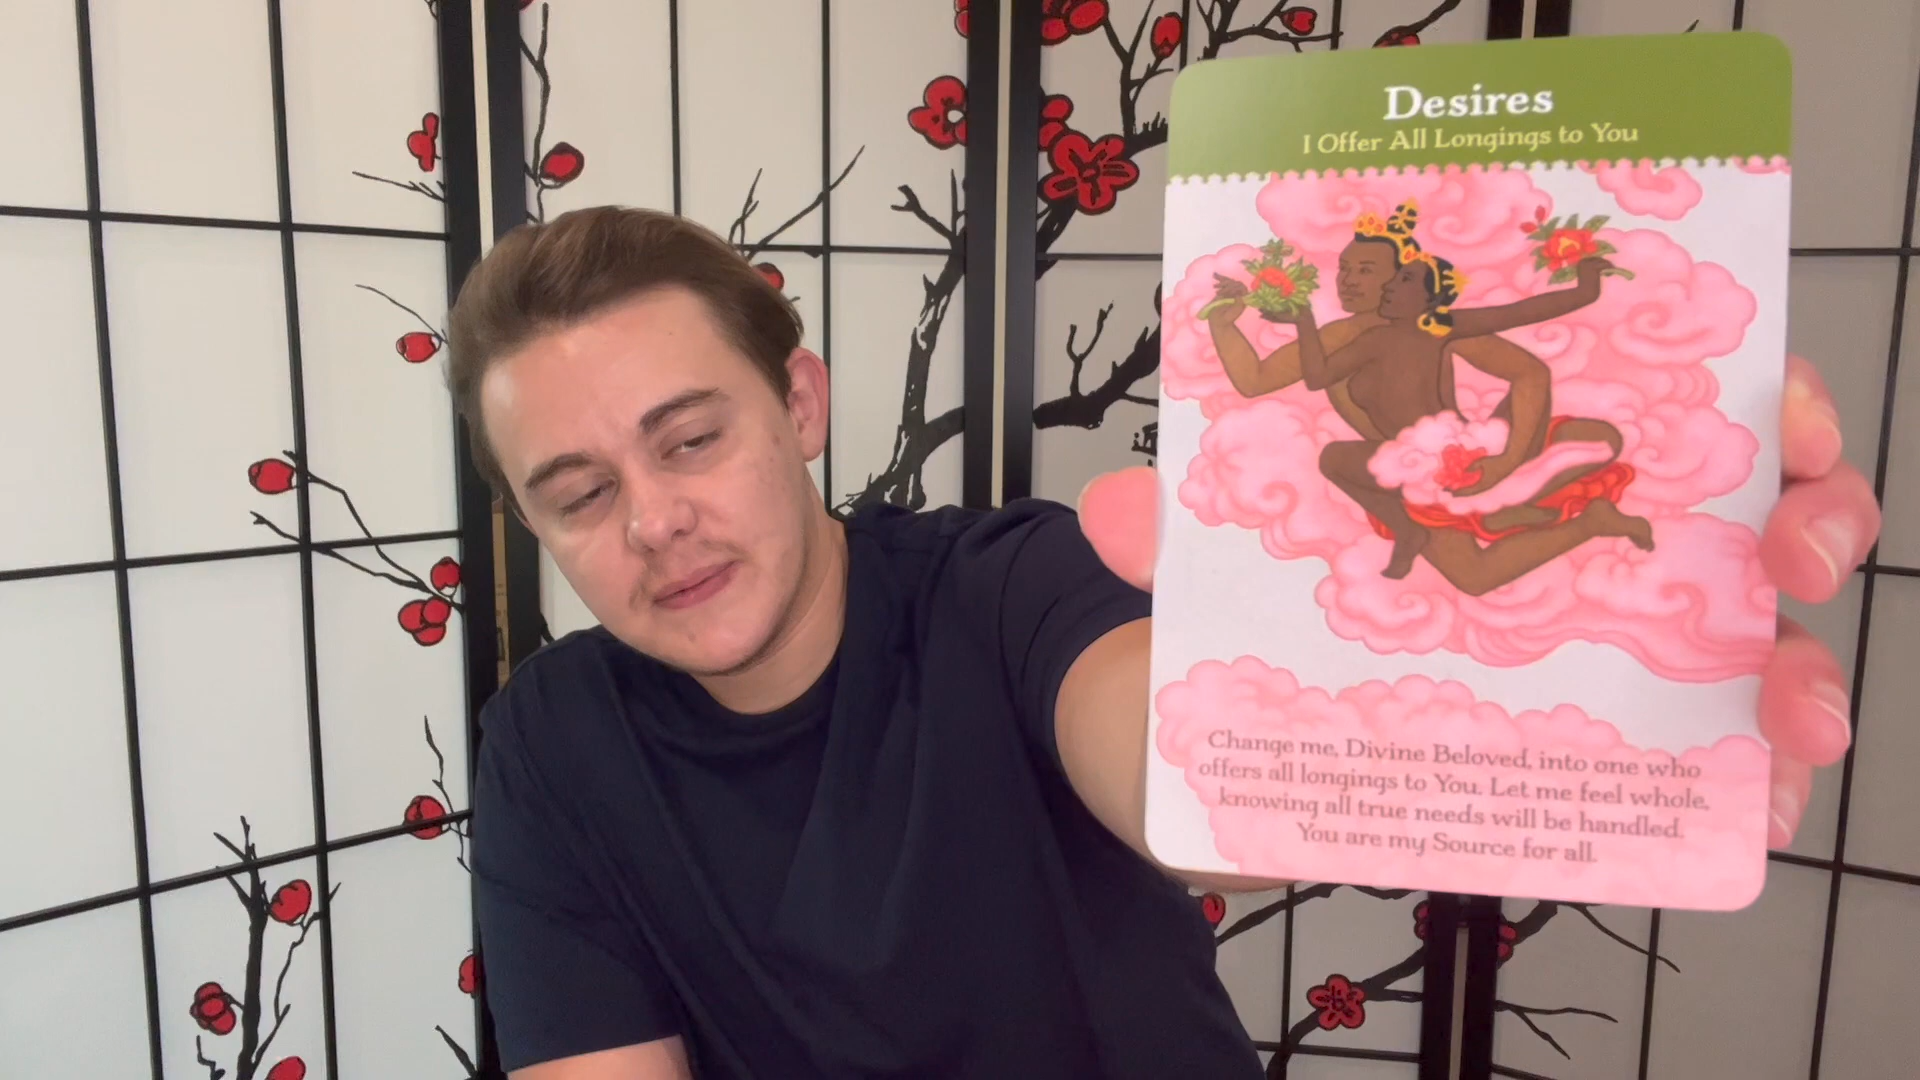 Desires
I Offer All Longings to You
Change me, Divine Beloved, into one who
offers all longings to You. Let me feel whole,
knowing all true needs will be handled.
You are my Source for all.